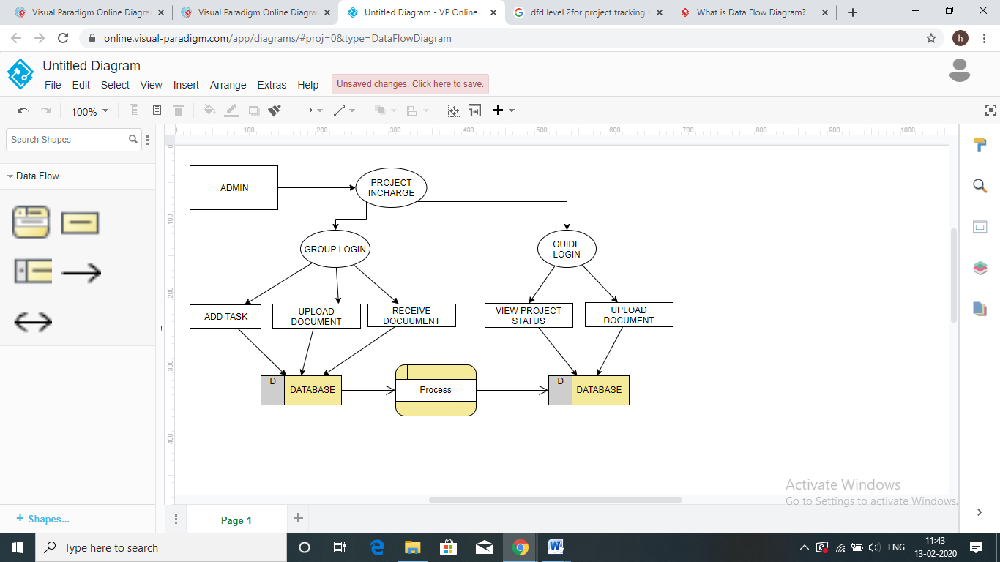 Visual Paradigm Online Diagra
Visual Paradigm Online Diagra
Untitled Diagram - VP Online
dfd level 2for project tracking s
What is Data Flow Diagram?
online.visual-paradigm.com/app/diagrams/#proj=0&type=DataFlowDiagram
h
Untitled Diagram
File Edit Select View Insert Arrange Extras Help
Unsaved changes. Click here to save.
100%
Search Shapes
Data Flow
0 100 200 300 400 500 600 700 800 900 1000
0
100
200
300
400
ADMIN
PROJECT
INCHARGE
GROUP LOGIN
GUIDE
LOGIN
ADD TASK
UPLOAD
DOCUMENT
RECEIVE
DOCUUMENT
VIEW PROJECT
STATUS
UPLOAD
DOCUMENT
D
DATABASE
Process
D
DATABASE
Activate Windows
Go to Settings to activate Windows.
+ Shapes...
Page-1
Type here to search
ENG
11:43
13-02-2020